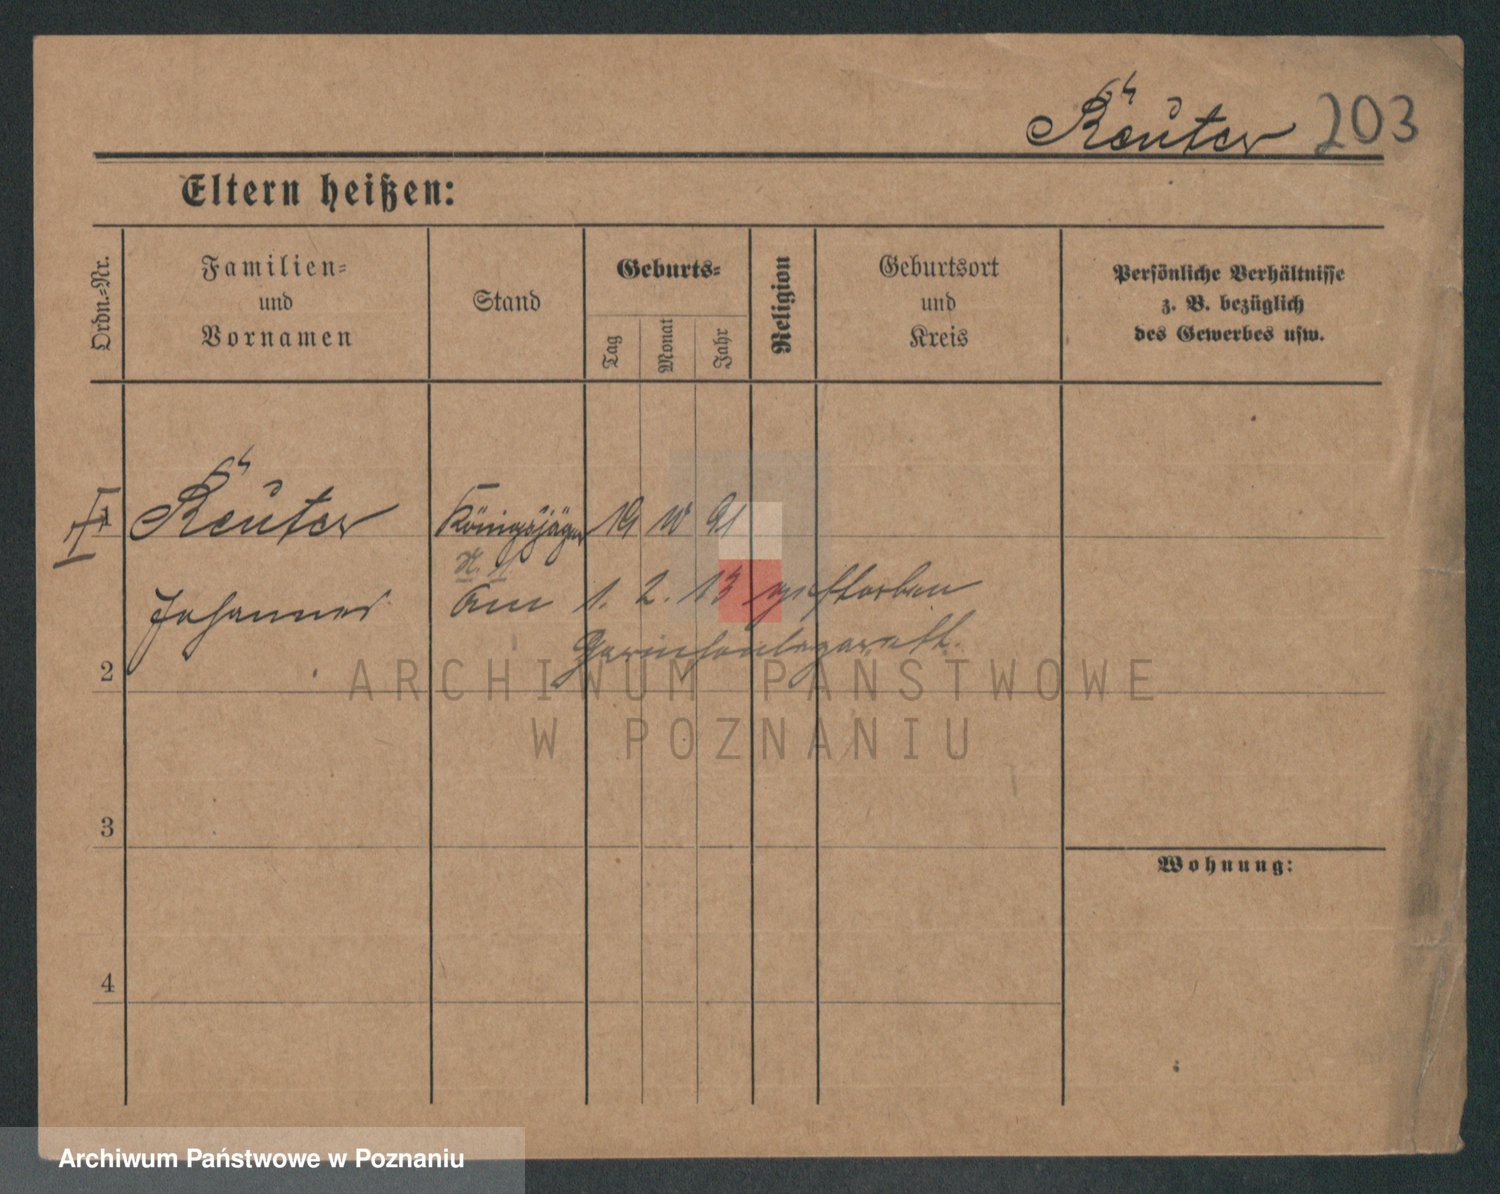 Reuter 203
Eltern heißen:
Ordn.-Nr.
Familien-
und
Vornamen
Stand
Geburts-
Tag
Monat
Jahr
Religion
Geburtsort
und
Kreis
Persönliche Verhältnisse
z. B. bezüglich
des Gewerbes usw.
1 Reuter Königsjäger 19 10 91
N. 1.
Johannes Am 1. 2. 13 gestorben
Garnisonlazarett.
2
ARCHIWUM PAŃSTWOWE
W POZNANIU
3
Wohnung:
4
Archiwum Państwowe w Poznaniu